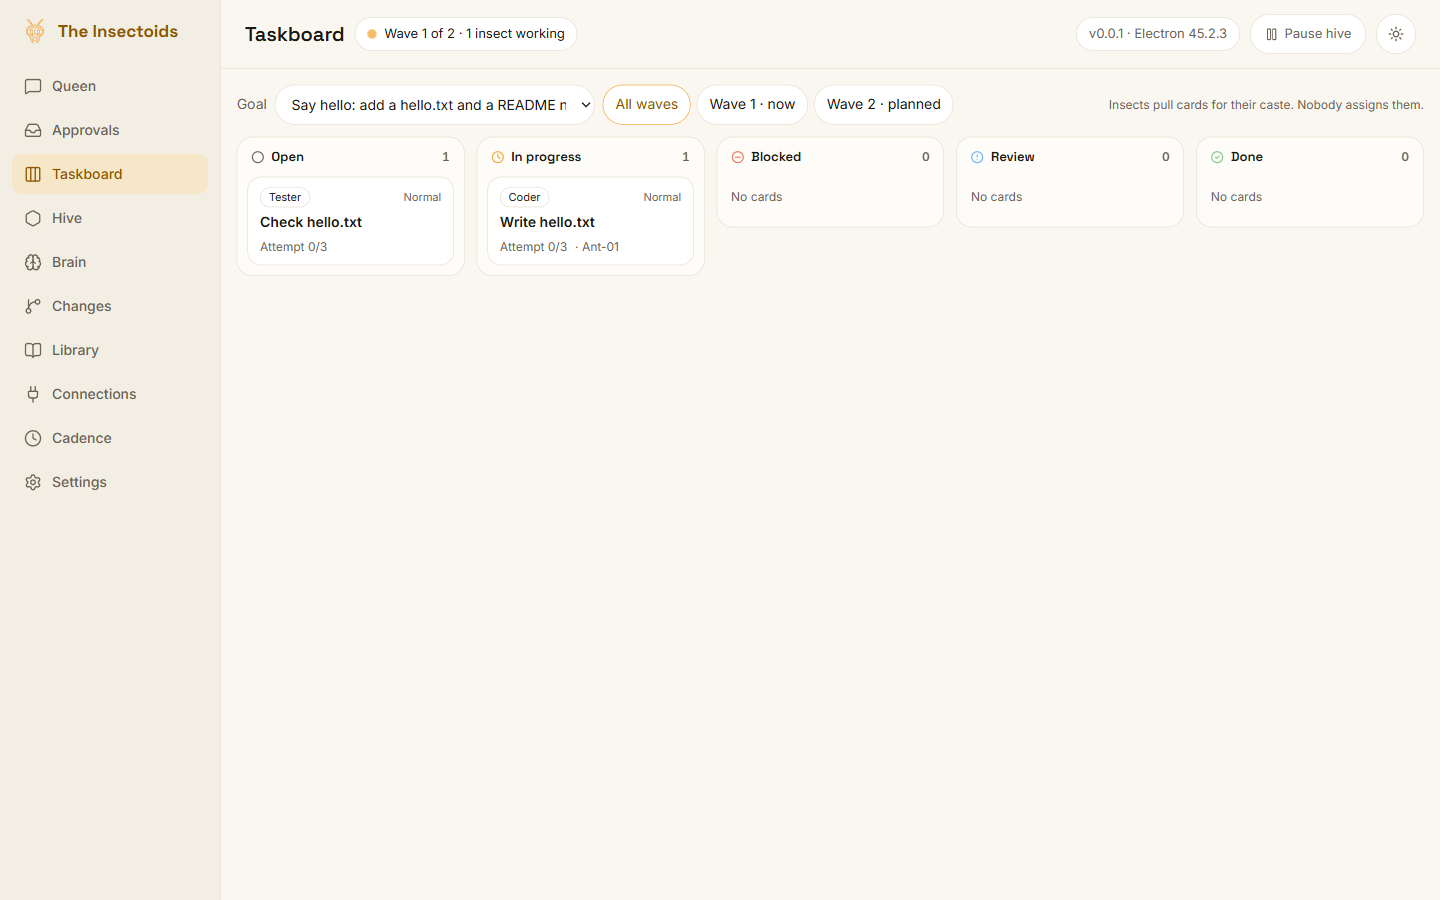 The Insectoids
Queen
Approvals
Taskboard
Hive
Brain
Changes
Library
Connections
Cadence
Settings
Taskboard
Wave 1 of 2 · 1 insect working
v0.0.1 · Electron 45.2.3
Pause hive
Goal
Say hello: add a hello.txt and a README n
All waves
Wave 1 · now
Wave 2 · planned
Insects pull cards for their caste. Nobody assigns them.
Open 1
Tester Normal
Check hello.txt
Attempt 0/3
In progress 1
Coder Normal
Write hello.txt
Attempt 0/3 · Ant-01
Blocked 0
No cards
Review 0
No cards
Done 0
No cards